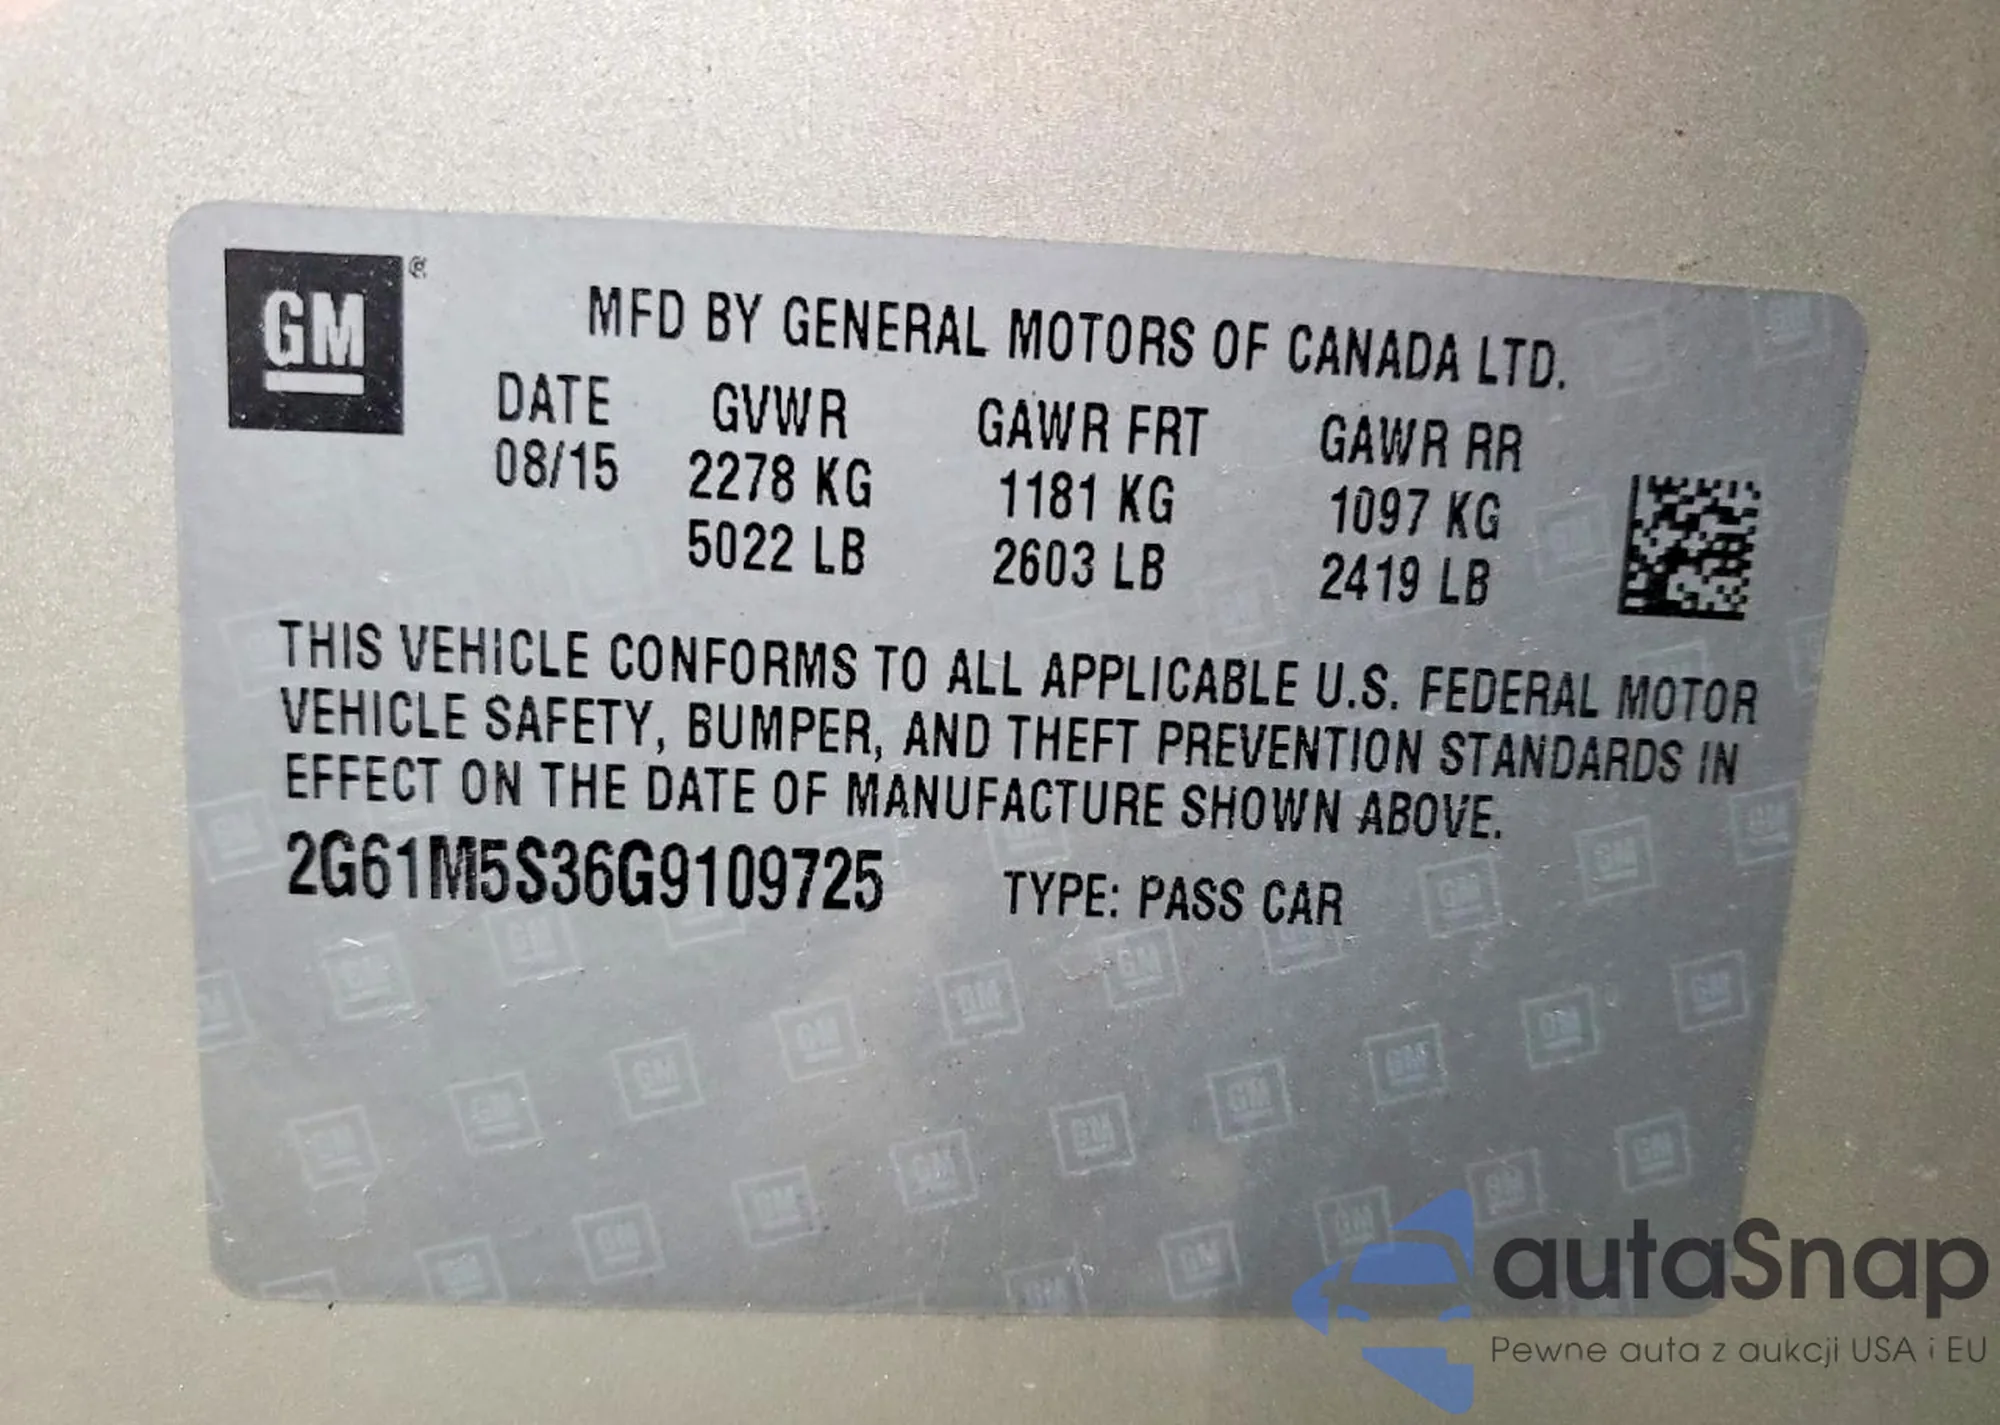 GM ®
MFD BY GENERAL MOTORS OF CANADA LTD.
DATE GVWR GAWR FRT GAWR RR
08/15 2278 KG 1181 KG 1097 KG
5022 LB 2603 LB 2419 LB
THIS VEHICLE CONFORMS TO ALL APPLICABLE U.S. FEDERAL MOTOR
VEHICLE SAFETY, BUMPER, AND THEFT PREVENTION STANDARDS IN
EFFECT ON THE DATE OF MANUFACTURE SHOWN ABOVE.
2G61M5S36G9109725 TYPE: PASS CAR
autaSnap
Pewne auta z aukcji USA i EU